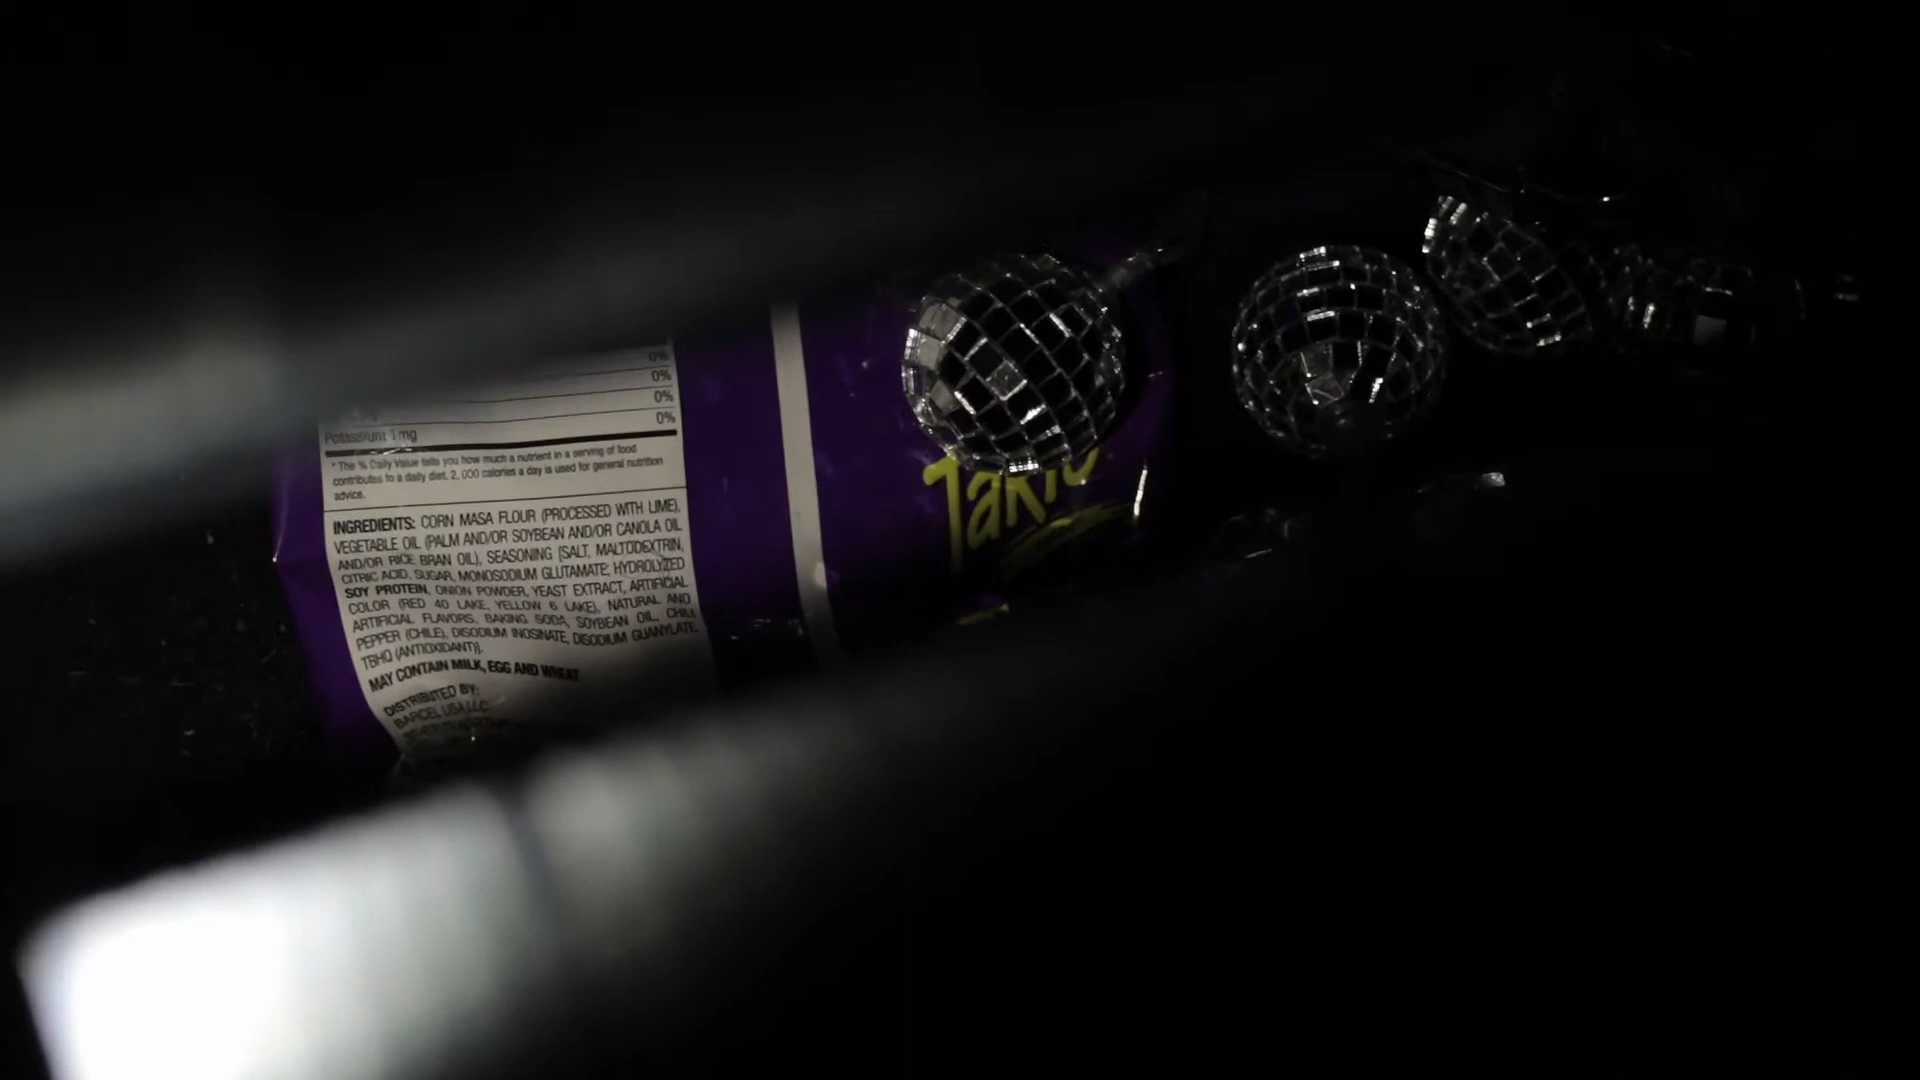 0%
0%
0%
0%
Potassium 1mg
* The % Daily Value tells you how much a nutrient in a serving of food
contributes to a daily diet. 2, 000 calories a day is used for general nutrition
advice.
INGREDIENTS: CORN MASA FLOUR (PROCESSED WITH LIME),
VEGETABLE OIL (PALM AND/OR SOYBEAN AND/OR CANOLA OIL
AND/OR RICE BRAN OIL), SEASONING [SALT, MALTODEXTRIN,
CITRIC ACID, SUGAR, MONOSODIUM GLUTAMATE, HYDROLYZED
SOY PROTEIN, ONION POWDER, YEAST EXTRACT, ARTIFICIAL
COLOR (RED 40 LAKE, YELLOW 6 LAKE), NATURAL AND
ARTIFICIAL FLAVORS, BAKING SODA, SOYBEAN OIL, CHILI
PEPPER (CHILE), DISODIUM INOSINATE, DISODIUM GUANYLATE,
TBHQ (ANTIOXIDANT)].
MAY CONTAIN MILK, EGG AND WHEAT
DISTRIBUTED BY:
BARCEL USA LLC
Takis